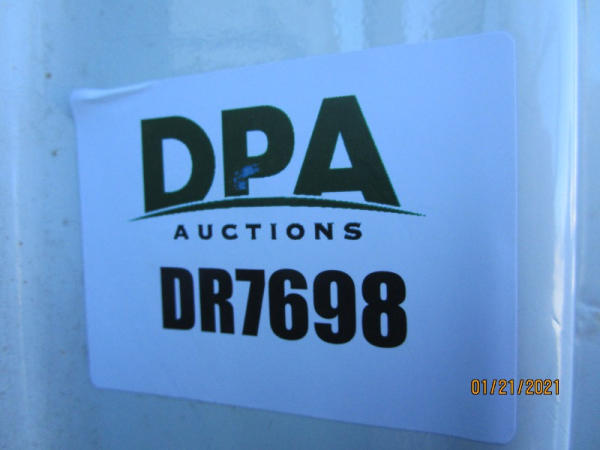 DPA
AUCTIONS
DR7698
01/21/2021